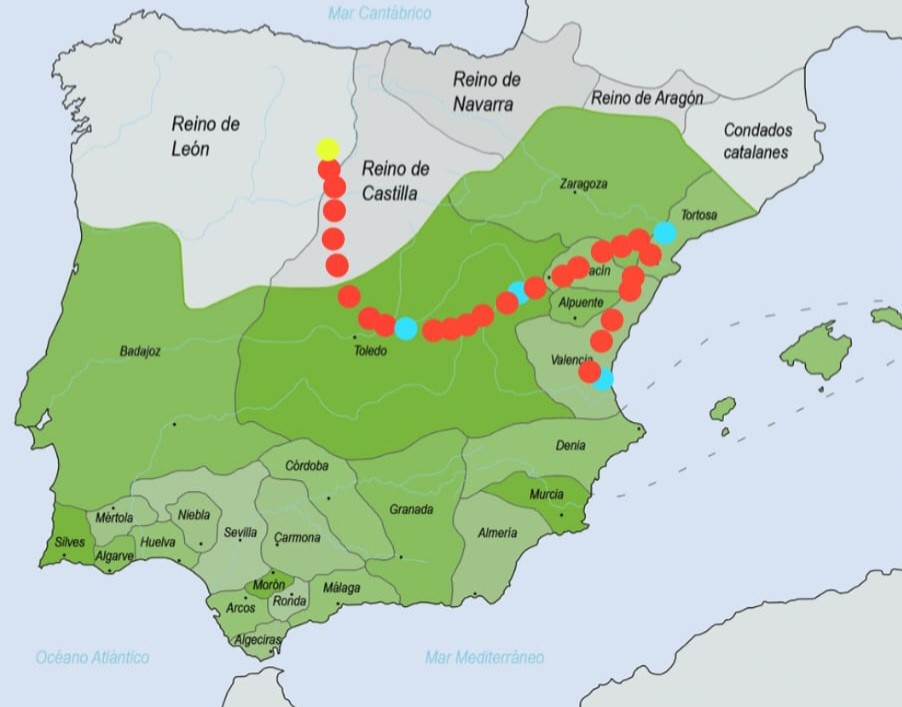 Mar Cantábrico
Reino de
Navarra
Reino de Aragón
Reino de
León
Condados
catalanes
Reino de
Castilla
Zaragoza
Tortosa
acín
Alpuente
Badajoz
Toledo
Valencia
Denia
Córdoba
Murcia
Granada
Mértola
Niebla
Sevilla
Carmona
Almería
Silves
Huelva
Algarve
Morón
Málaga
Arcos
Ronda
Algeciras
Océano Atlàntico
Mar Mediterráneo